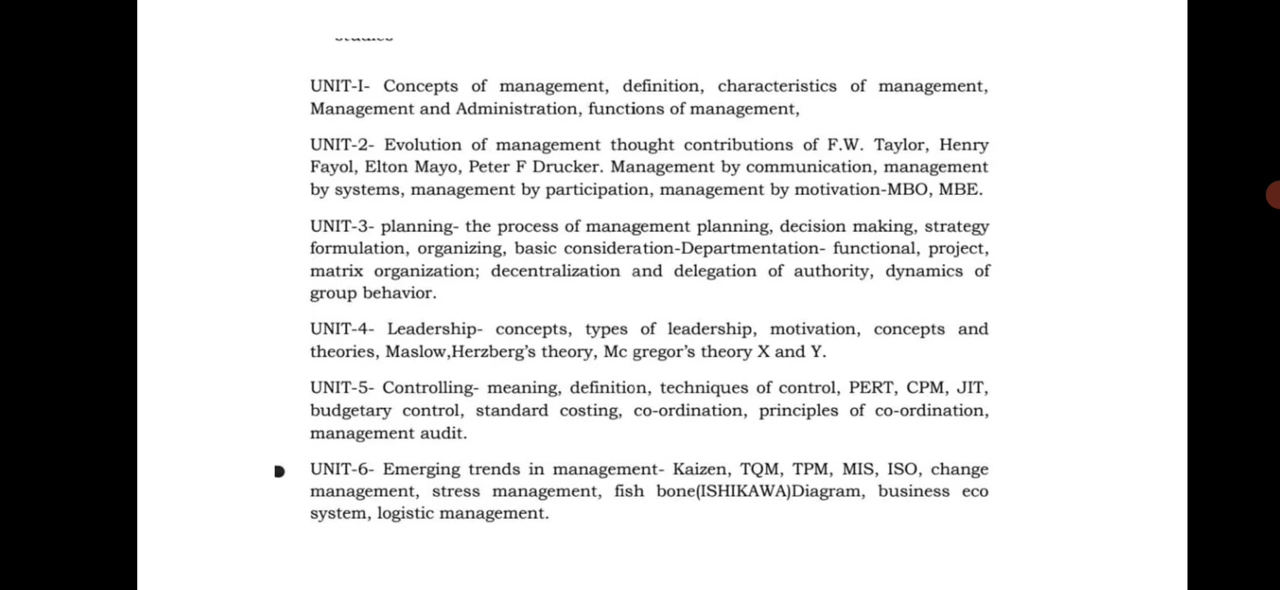 UNIT-I- Concepts of management, definition, characteristics of management,
Management and Administration, functions of management,
UNIT-2- Evolution of management thought contributions of F.W. Taylor, Henry
Fayol, Elton Mayo, Peter F Drucker. Management by communication, management
by systems, management by participation, management by motivation-MBO, MBE.
UNIT-3- planning- the process of management planning, decision making, strategy
formulation, organizing, basic consideration-Departmentation- functional, project,
matrix organization; decentralization and delegation of authority, dynamics of
group behavior.
UNIT-4- Leadership- concepts, types of leadership, motivation, concepts and
theories, Maslow,Herzberg's theory, Mc gregor's theory X and Y.
UNIT-5- Controlling- meaning, definition, techniques of control, PERT, CPM, JIT,
budgetary control, standard costing, co-ordination, principles of co-ordination,
management audit.
UNIT-6- Emerging trends in management- Kaizen, TQM, TPM, MIS, ISO, change
management, stress management, fish bone(ISHIKAWA)Diagram, business eco
system, logistic management.